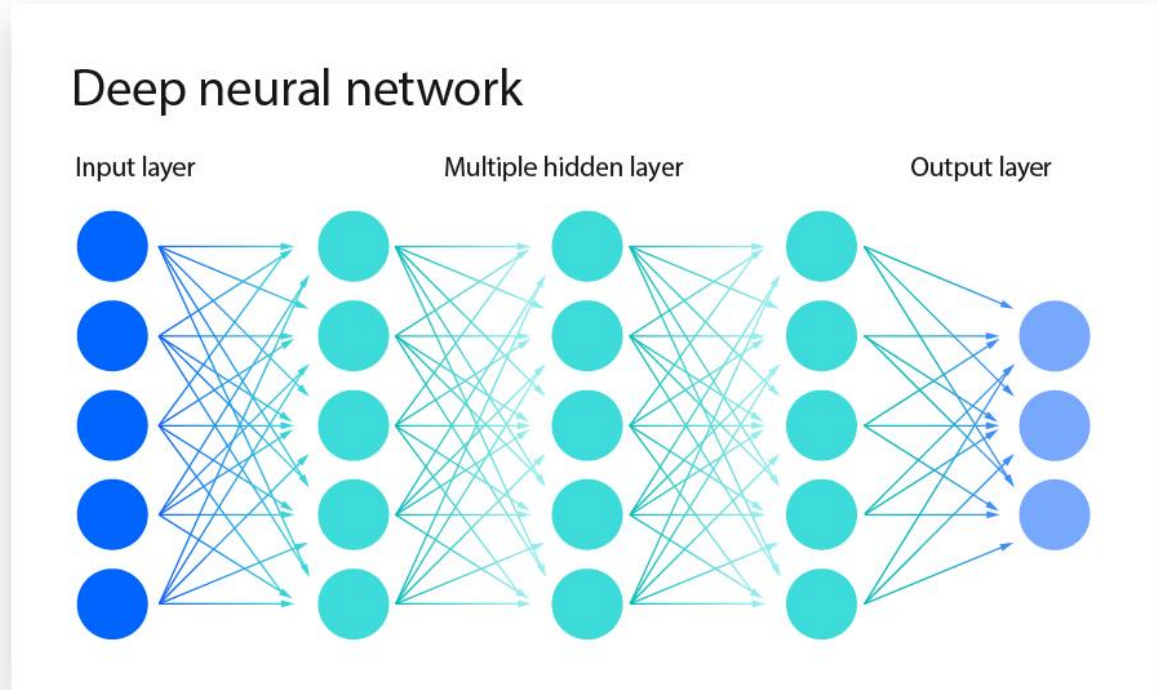 Deep neural network
Input layer
Multiple hidden layer
Output layer